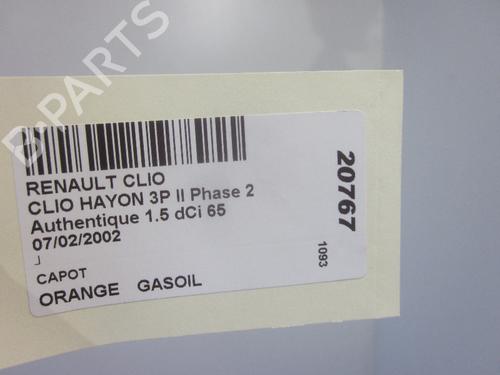 B-PARTS
RENAULT CLIO
CLIO HAYON 3P II Phase 2
Authentique 1.5 dCi 65
07/02/2002
CAPOT
ORANGE GASOIL
20767
1093